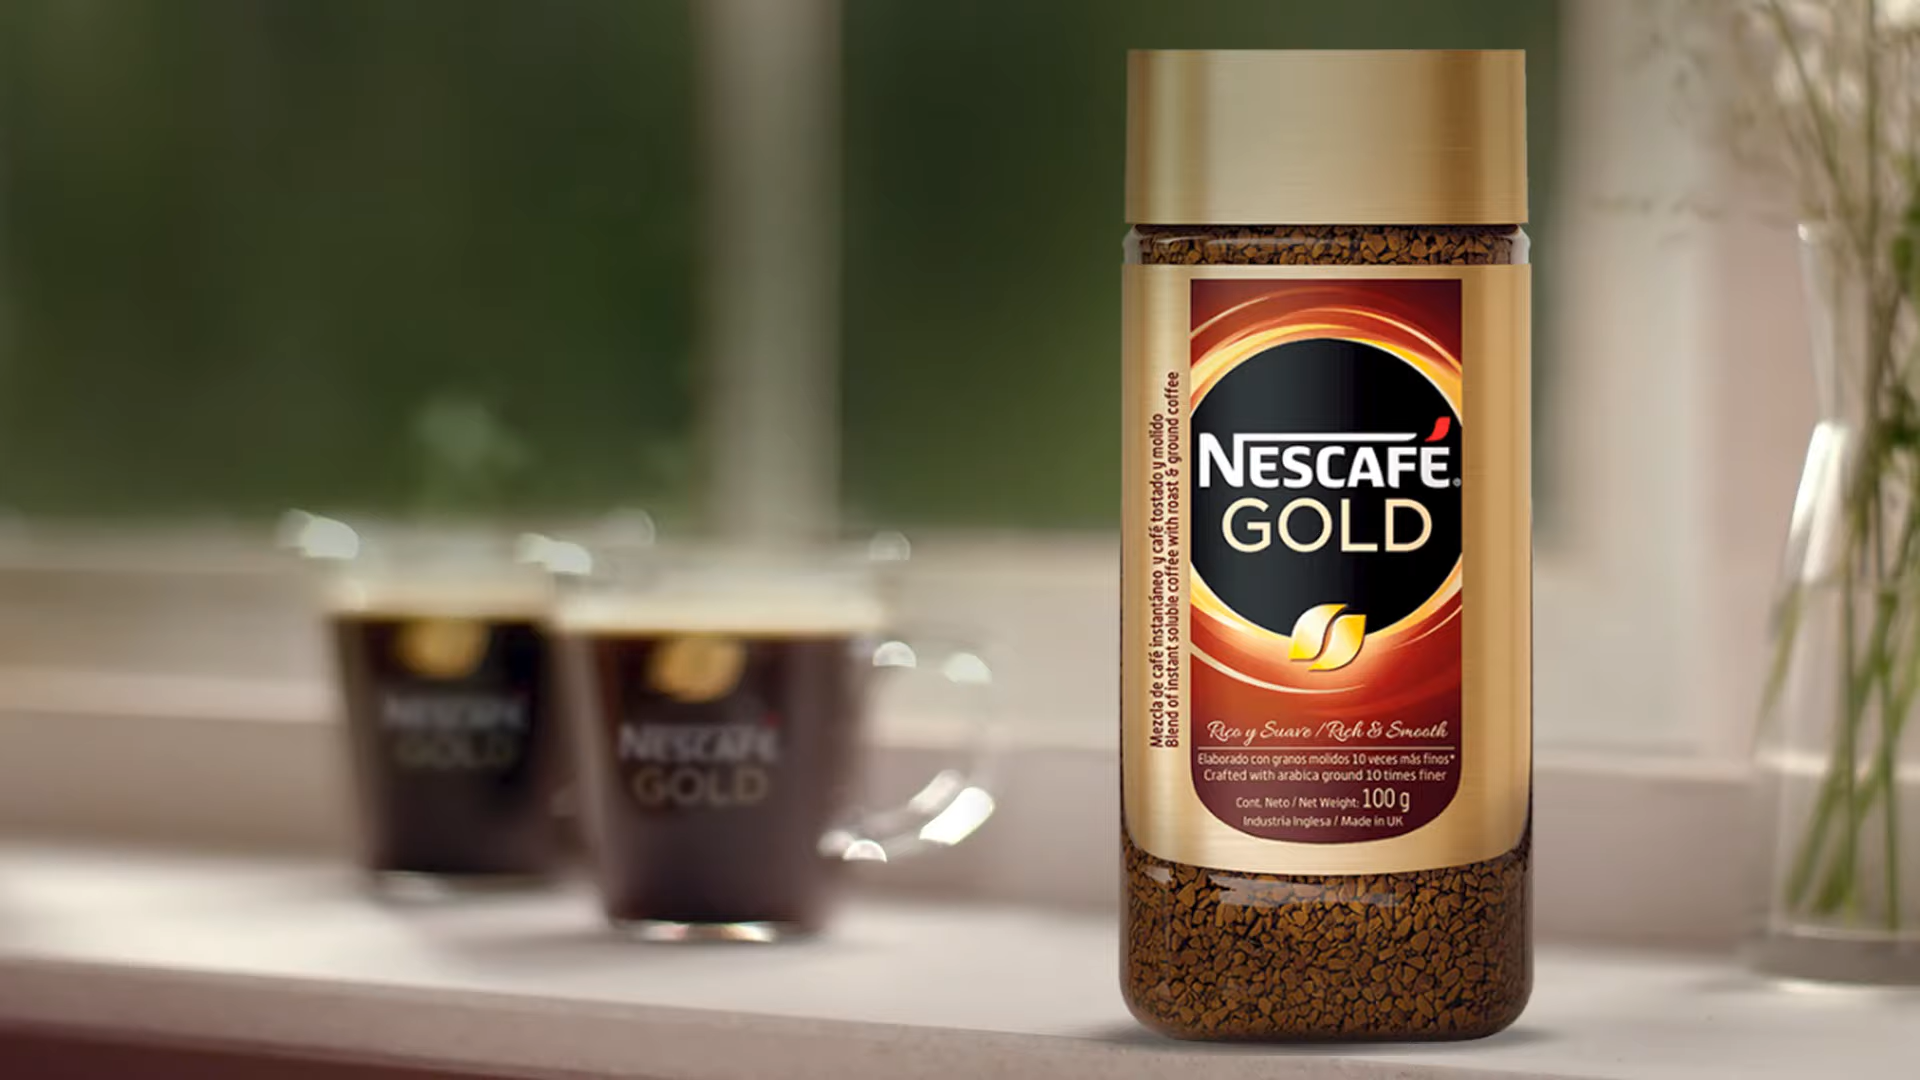 NESCAFÉ
GOLD
NESCAFÉ
GOLD
Mezcla de café instantáneo y café tostado y molido
Blend of instant soluble coffee with roast & ground coffee
NESCAFÉ®
GOLD
Rico y Suave / Rich & Smooth
Elaborado con granos molidos 10 veces más finos*
Crafted with arabica ground 10 times finer
Cont. Neto / Net Weight: 100 g
Industria Inglesa / Made in UK